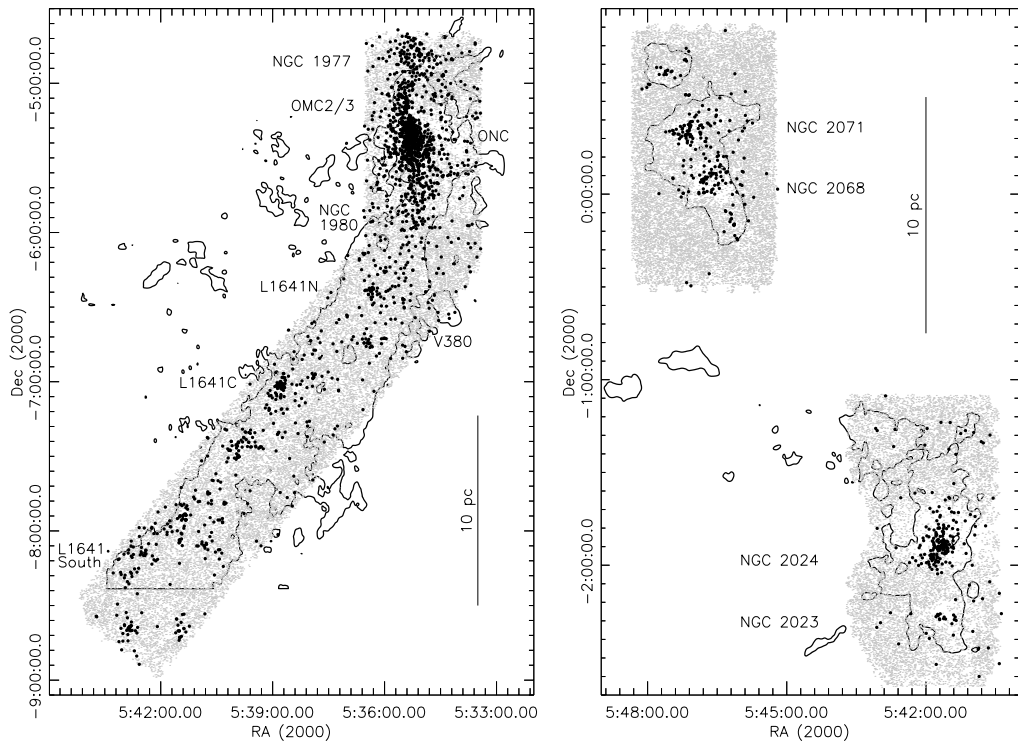 NGC 1977
OMC2/3
ONC
NGC
1980
L1641N
V380
L1641C
10 pc
L1641
South
-5:00:00.0
-6:00:00.0
-7:00:00.0
-8:00:00.0
-9:00:00.0
Dec (2000)
5:42:00.00
5:39:00.00
5:36:00.00
5:33:00.00
RA (2000)
NGC 2071
NGC 2068
10 pc
NGC 2024
NGC 2023
0:00:00.0
-1:00:00.0
-2:00:00.0
Dec (2000)
5:48:00.00
5:45:00.00
5:42:00.00
RA (2000)